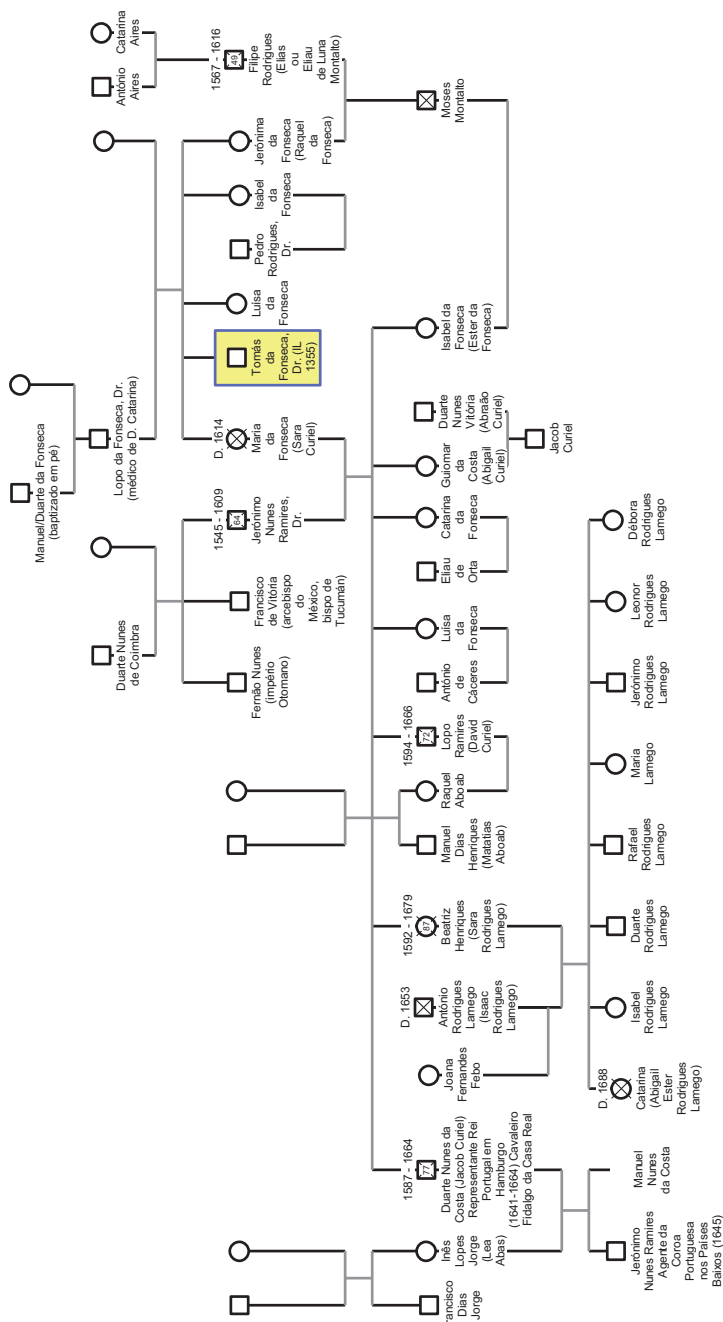 Manuel/Duarte da Fonseca
(baptizado em pé)
Duarte Nunes
de Coimbra
Lopo da Fonseca, Dr.
(médico de D. Catarina)
António
Aires
Catarina
Aires
Fernão Nunes
(império
Otomano)
Francisco
de Vitória
(arcebispo
do
México,
bispo de
Tucumán)
1545 - 1609
64
Jerónimo
Nunes
Ramires,
Dr.
D. 1614
Maria
da
Fonseca
(Sara
Curiel)
Tomás
da
Fonseca,
Dr. (IL
1355)
Luisa
da
Fonseca
Pedro
Rodrigues,
Dr.
Isabel
da
Fonseca
Jerónima
da
Fonseca
(Raquel
da
Fonseca)
1567 - 1616
49
Filipe
Rodrigues
(Elias
ou
Eliau
de Luna
Montalto)
rancisco
Dias
Jorge
Inês
Lopes
Jorge
(Lea
Abas)
1587 - 1664
77
Duarte Nunes da
Costa (Jacob Curiel)
Representante Rei
Portugal em
Hamburgo
(1641-1664) Cavaleiro
Fidalgo da Casa Real
Joana
Fernandes
Febo
D. 1653
António
Rodrigues
Lamego
(Isaac
Rodrigues
Lamego)
1592 - 1679
87
Beatriz
Henriques
(Sara
Rodrigues
Lamego)
Manuel
Dias
Henriques
(Matatias
Aboab)
Raquel
Aboab
1594 - 1666
72
Lopo
Ramires
(David
Curiel)
António
de
Cáceres
Luisa
da
Fonseca
Eliau
de
Orta
Catarina
da
Fonseca
Guiomar
da
Costa
(Abigail
Curiel)
Duarte
Nunes
Vitória
(Abraão
Curiel)
Isabel da
Fonseca
(Ester da
Fonseca)
Moses
Montalto
Jerónimo
Nunes Ramires
Agente da
Coroa
Portuguesa
nos Países
Baixos (1645)
Manuel
Nunes
da Costa
D. 1688
Catarina
(Abigail
Ester
Rodrigues
Lamego)
Isabel
Rodrigues
Lamego
Duarte
Rodrigues
Lamego
Rafael
Rodrigues
Lamego
Maria
Lamego
Jerónimo
Rodrigues
Lamego
Leonor
Rodrigues
Lamego
Débora
Rodrigues
Lamego
Jacob
Curiel